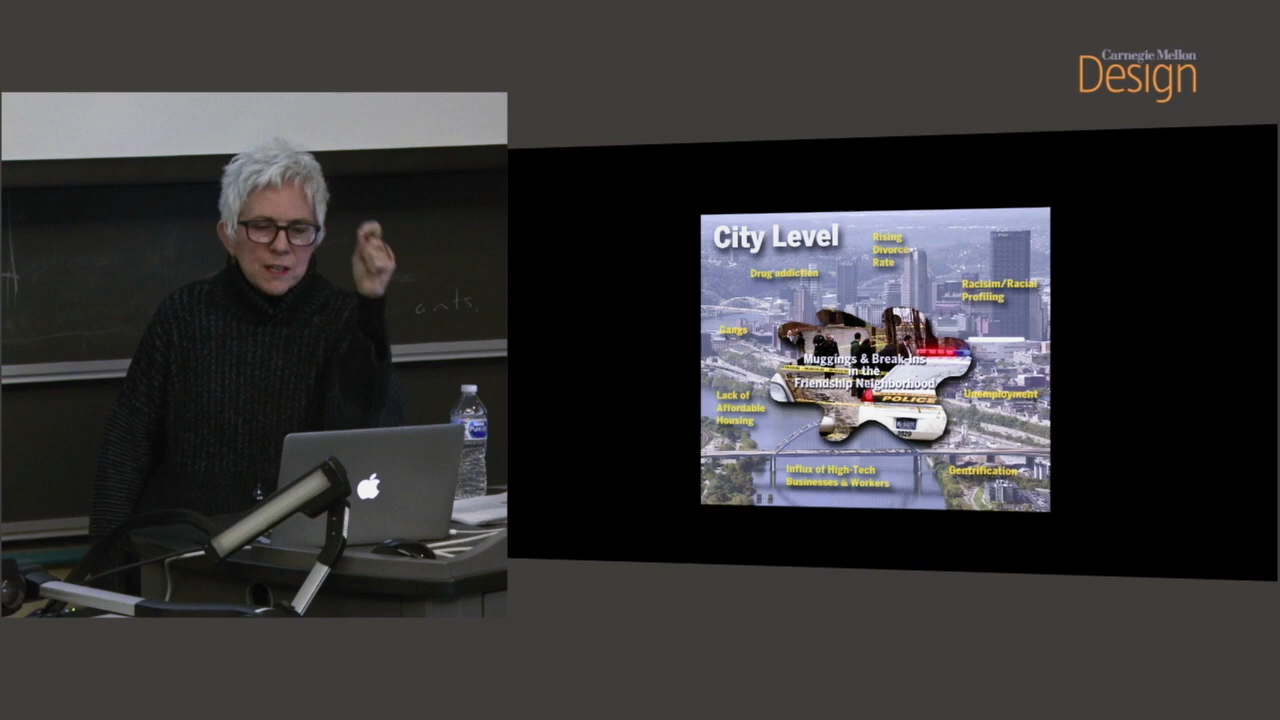 Carnegie Mellon
Design
ants.
City Level
Rising
Divorce
Rate
Drug addiction
Racisim/Racial
Profiling
Gangs
Muggings & Break-Ins
in the
Friendship Neighborhood
Lack of
Affordable
Housing
Unemployment
POLICE
Influx of High-Tech
Businesses & Workers
Gentrification